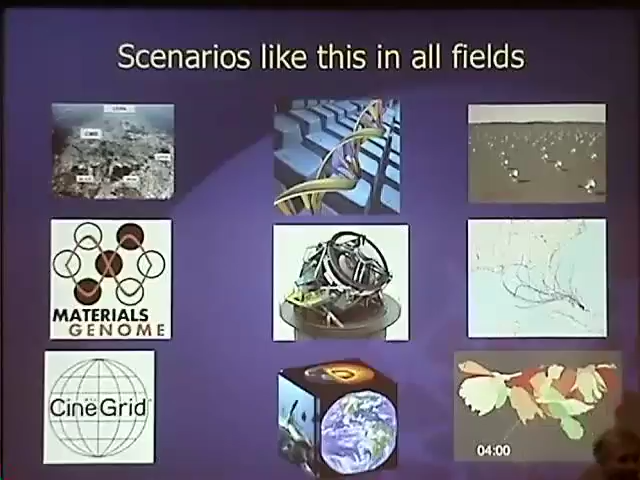 Scenarios like this in all fields
MATERIALS
GENOME
CineGrid
04:00